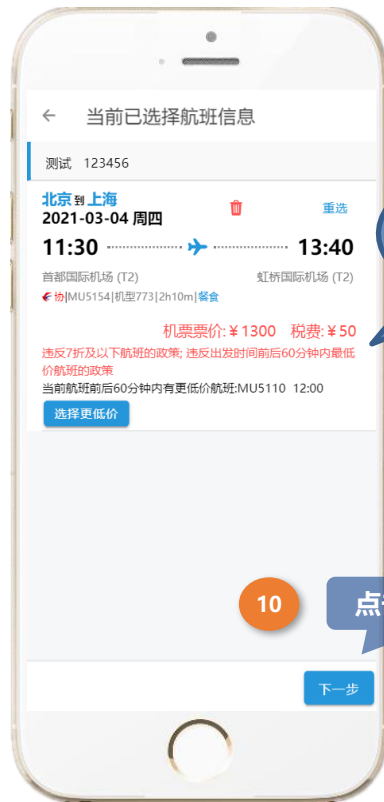 ← 当前已选择航班信息
测试 123456
北京 到 上海
2021-03-04 周四
重选
11:30
13:40
首都国际机场 (T2)
虹桥国际机场 (T2)
协|MU5154|机型773|2h10m|餐食
机票票价:¥1300 税费:¥50
违反7折及以下航班的政策; 违反出发时间前后60分钟内最低
价航班的政策
当前航班前后60分钟内有更低价航班:MU5110 12:00
选择更低价
10
点
下一步